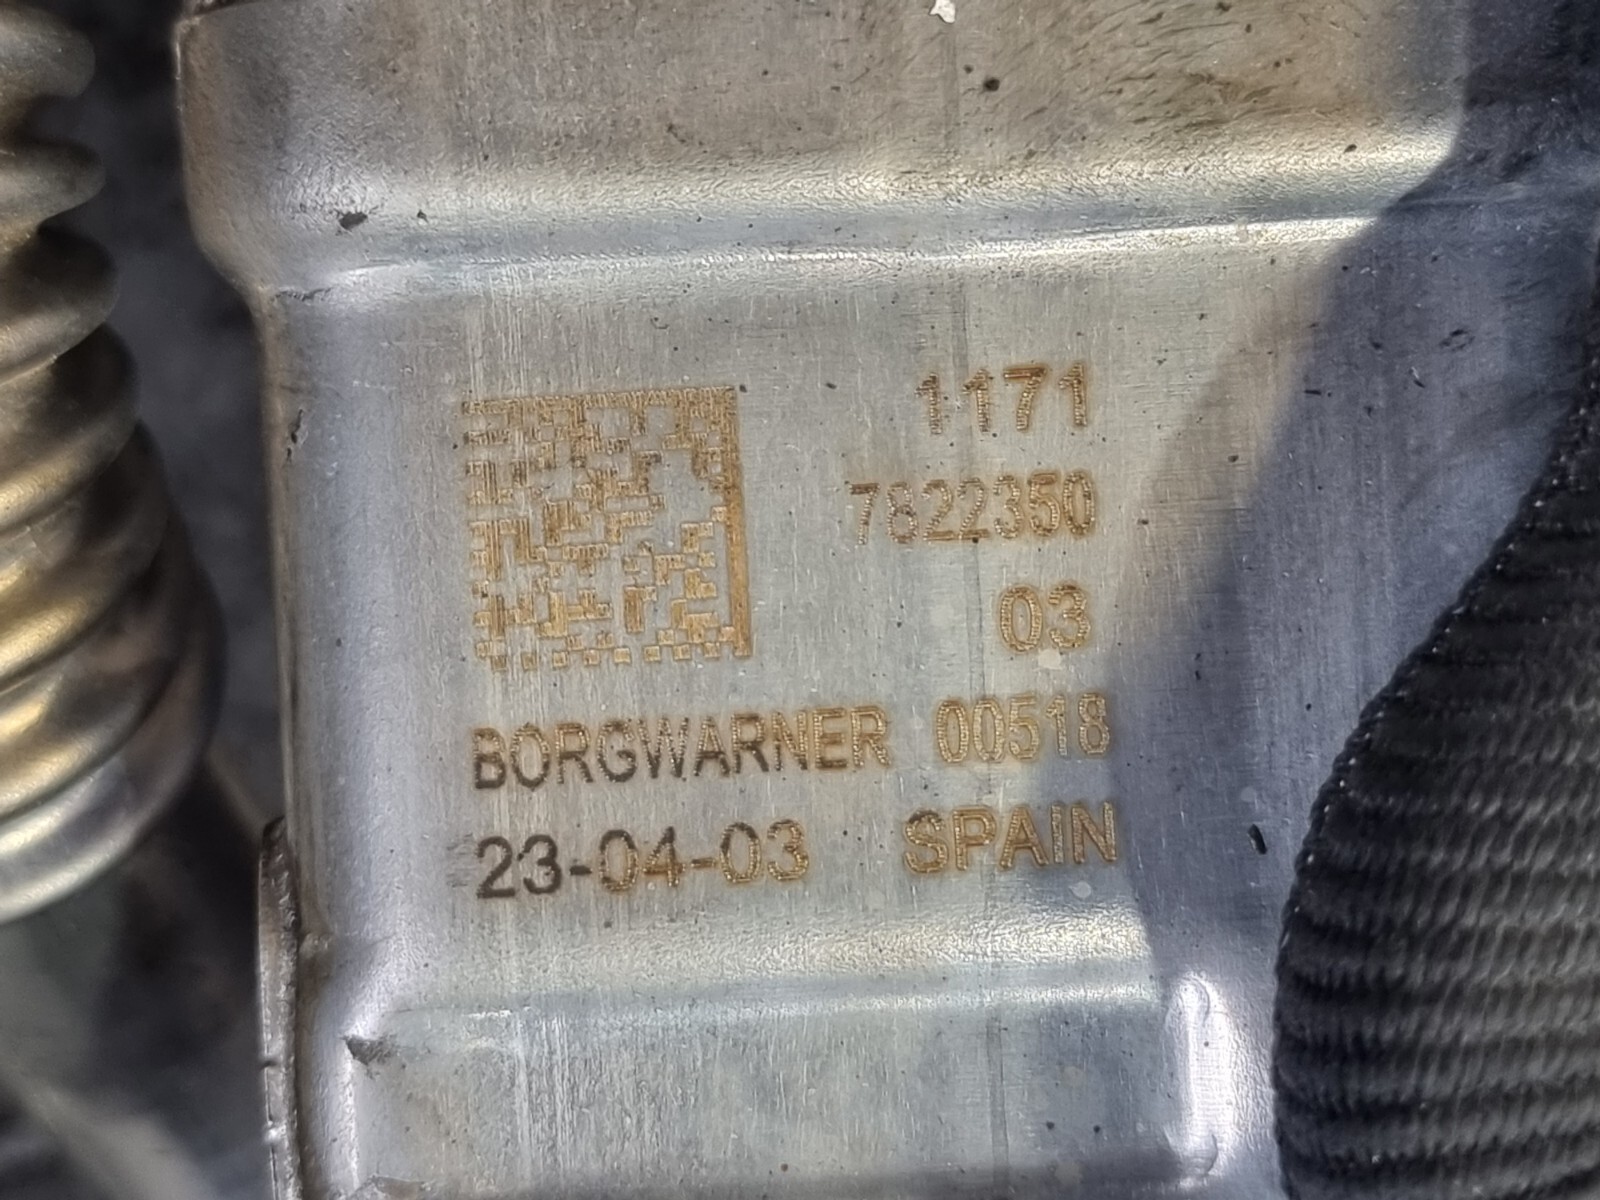 1171
7822350
03
BORGWARNER 00518
23-04-03 SPAIN